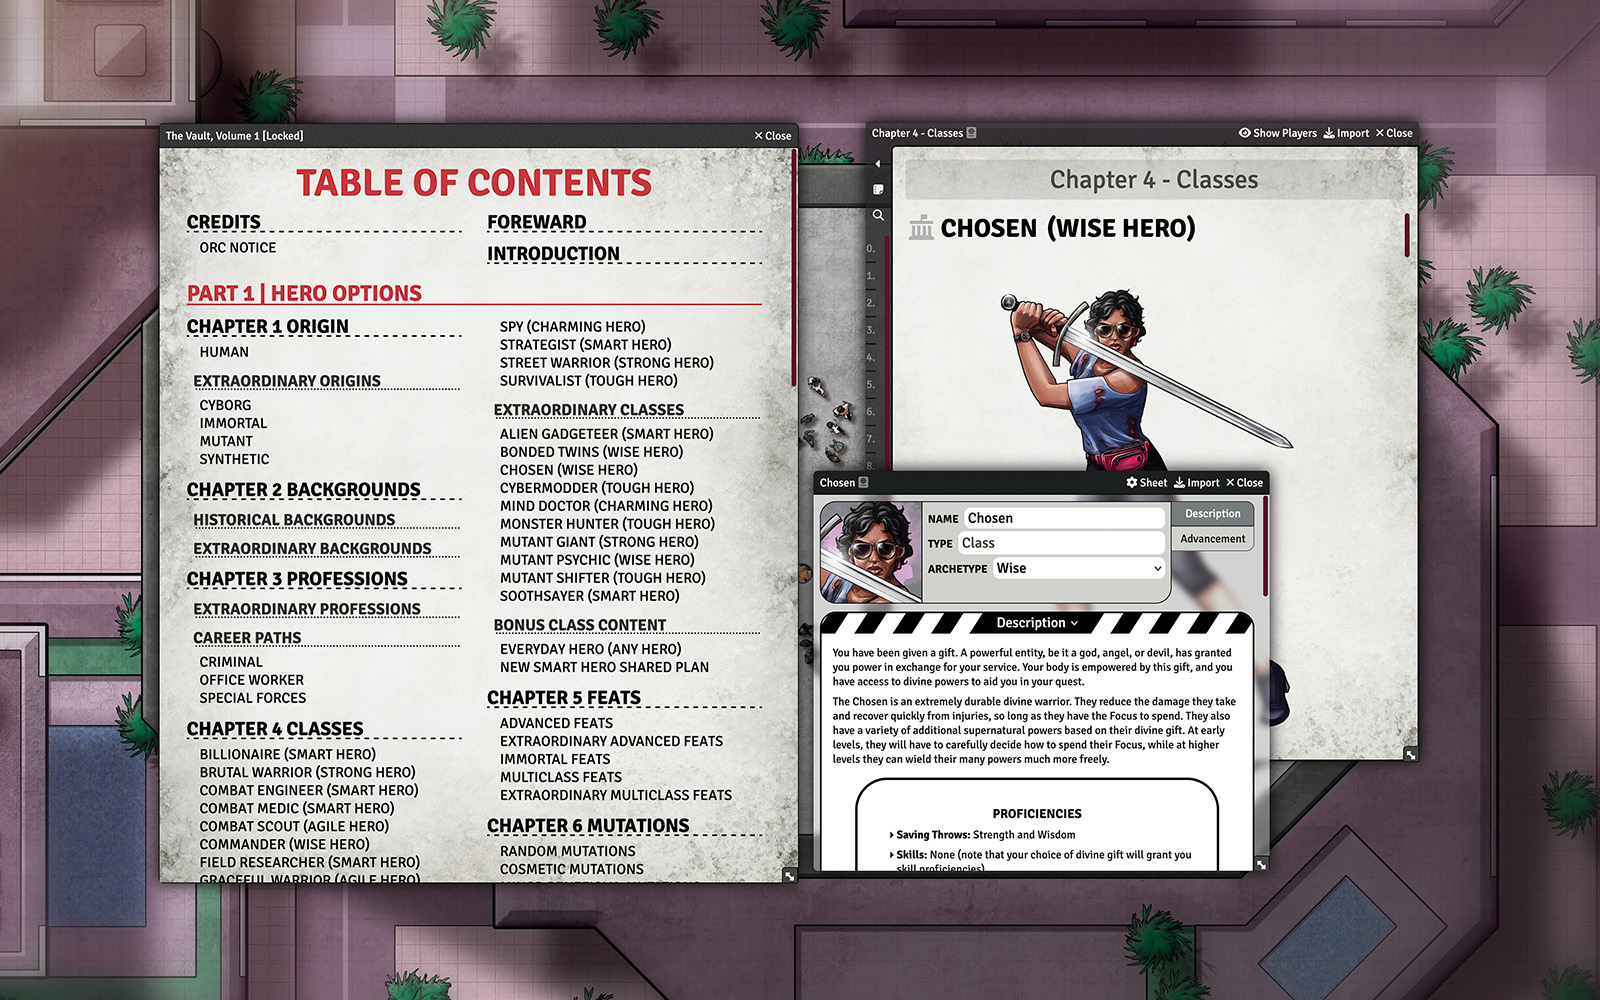 The Vault, Volume 1 [Locked]
Close
TABLE OF CONTENTS
CREDITS
ORC NOTICE
FOREWARD
INTRODUCTION
PART 1 | HERO OPTIONS
CHAPTER 1 ORIGIN
HUMAN
EXTRAORDINARY ORIGINS
CYBORG
IMMORTAL
MUTANT
SYNTHETIC
CHAPTER 2 BACKGROUNDS
HISTORICAL BACKGROUNDS
EXTRAORDINARY BACKGROUNDS
CHAPTER 3 PROFESSIONS
EXTRAORDINARY PROFESSIONS
CAREER PATHS
CRIMINAL
OFFICE WORKER
SPECIAL FORCES
CHAPTER 4 CLASSES
BILLIONAIRE (SMART HERO)
BRUTAL WARRIOR (STRONG HERO)
COMBAT ENGINEER (SMART HERO)
COMBAT MEDIC (SMART HERO)
COMBAT SCOUT (AGILE HERO)
COMMANDER (WISE HERO)
FIELD RESEARCHER (SMART HERO)
GRACEFUL WARRIOR (AGILE HERO)
SPY (CHARMING HERO)
STRATEGIST (SMART HERO)
STREET WARRIOR (STRONG HERO)
SURVIVALIST (TOUGH HERO)
EXTRAORDINARY CLASSES
ALIEN GADGETEER (SMART HERO)
BONDED TWINS (WISE HERO)
CHOSEN (WISE HERO)
CYBERMODDER (TOUGH HERO)
MIND DOCTOR (CHARMING HERO)
MONSTER HUNTER (TOUGH HERO)
MUTANT GIANT (STRONG HERO)
MUTANT PSYCHIC (WISE HERO)
MUTANT SHIFTER (TOUGH HERO)
SOOTHSAYER (SMART HERO)
BONUS CLASS CONTENT
EVERYDAY HERO (ANY HERO)
NEW SMART HERO SHARED PLAN
CHAPTER 5 FEATS
ADVANCED FEATS
EXTRAORDINARY ADVANCED FEATS
IMMORTAL FEATS
MULTICLASS FEATS
EXTRAORDINARY MULTICLASS FEATS
CHAPTER 6 MUTATIONS
RANDOM MUTATIONS
COSMETIC MUTATIONS
Chapter 4 - Classes
Show Players Import Close
0.
1.
2.
3.
4.
5.
6.
7.
8.
Chapter 4 - Classes
CHOSEN (WISE HERO)
Chosen
Sheet Import Close
NAME Chosen
TYPE Class
ARCHETYPE Wise
Description
Advancement
Description
You have been given a gift. A powerful entity, be it a god, angel, or devil, has granted
you power in exchange for your service. Your body is empowered by this gift, and you
have access to divine powers to aid you in your quest.
The Chosen is an extremely durable divine warrior. They reduce the damage they take
and recover quickly from injuries, so long as they have the Focus to spend. They also
have a variety of additional supernatural powers based on their divine gift. At early
levels, they will have to carefully decide how to spend their Focus, while at higher
levels they can wield their many powers much more freely.
PROFICIENCIES
Saving Throws: Strength and Wisdom
Skills: None (note that your choice of divine gift will grant you
skill proficiencies)